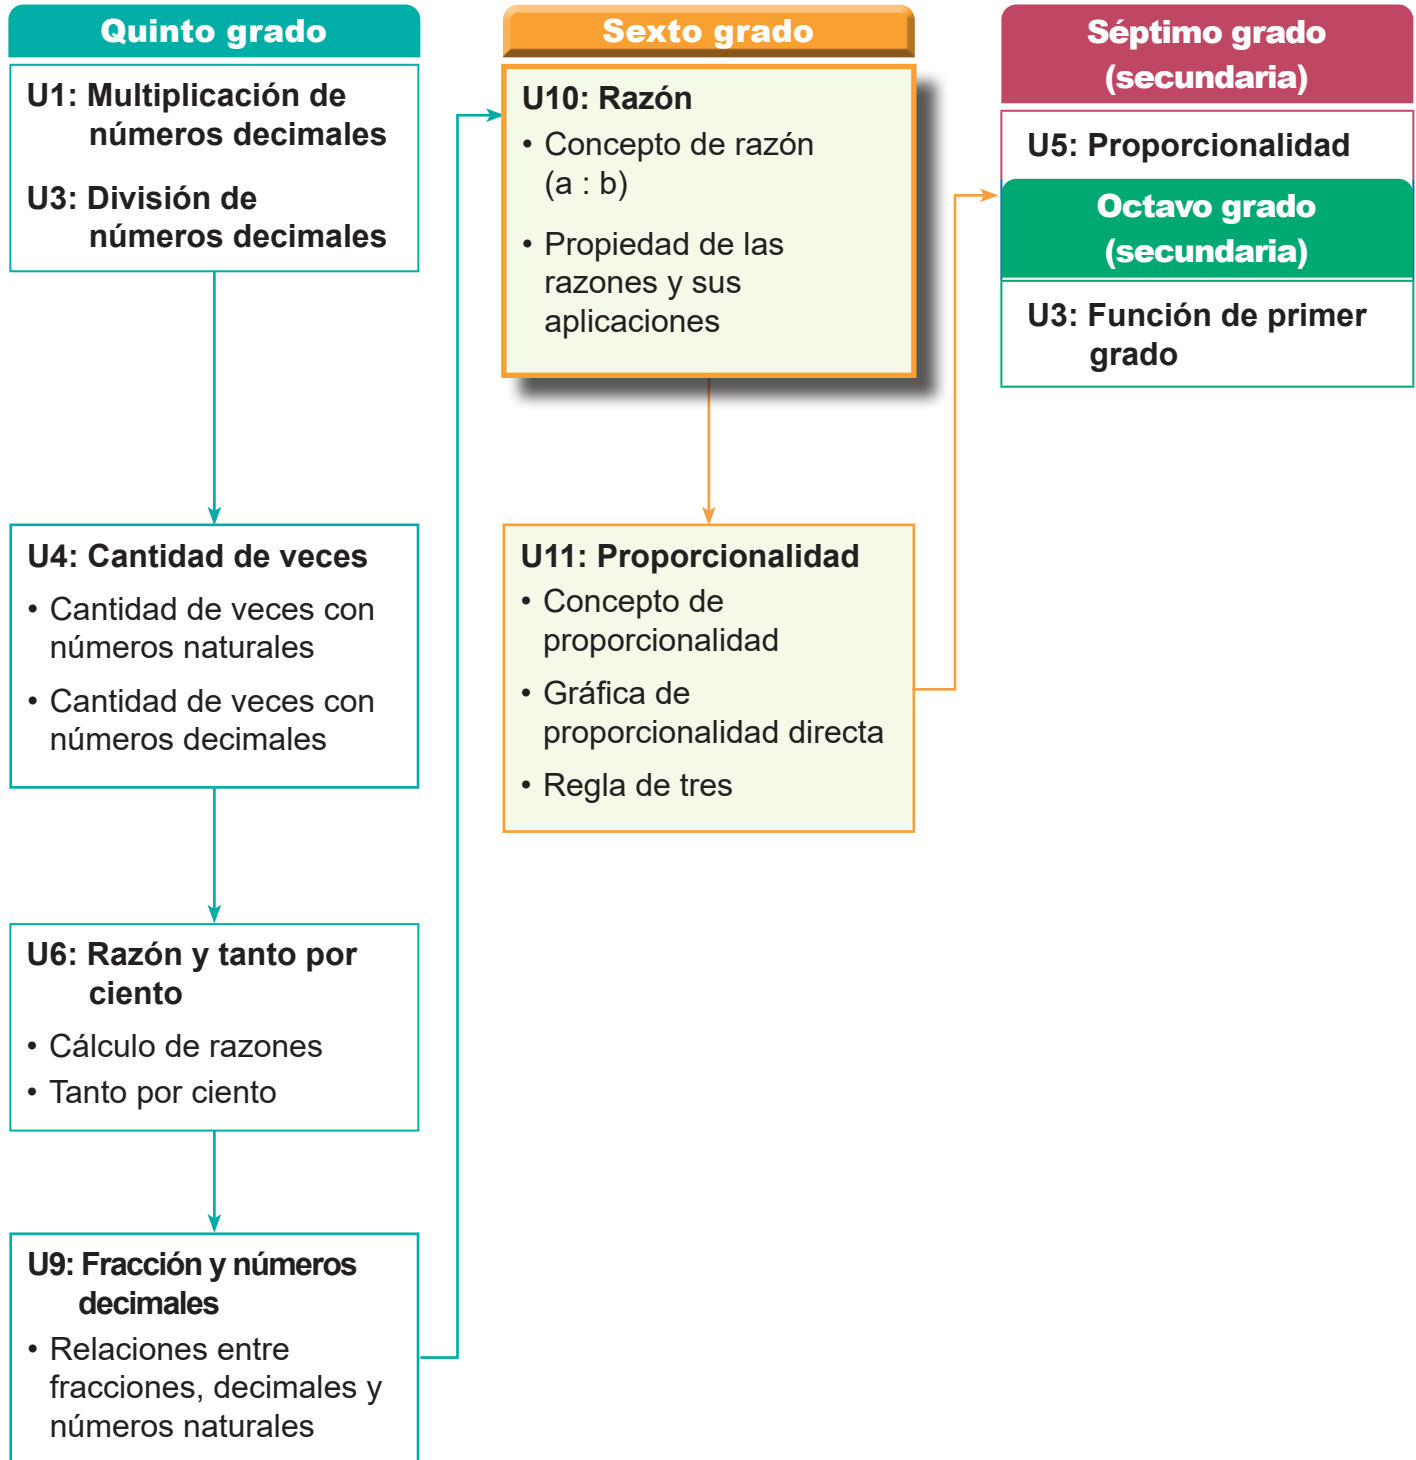 Quinto grado
U1: Multiplicación de
números decimales
U3: División de
números decimales
U4: Cantidad de veces
• Cantidad de veces con
números naturales
• Cantidad de veces con
números decimales
U6: Razón y tanto por
ciento
• Cálculo de razones
• Tanto por ciento
U9: Fracción y números
decimales
• Relaciones entre
fracciones, decimales y
números naturales
Sexto grado
U10: Razón
• Concepto de razón
(a : b)
• Propiedad de las
razones y sus
aplicaciones
U11: Proporcionalidad
• Concepto de
proporcionalidad
• Gráfica de
proporcionalidad directa
• Regla de tres
Séptimo grado
(secundaria)
U5: Proporcionalidad
Octavo grado
(secundaria)
U3: Función de primer
grado